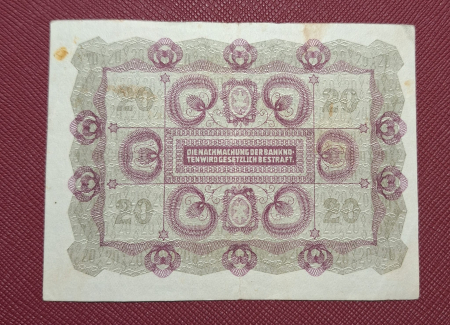 20 20
DIE NACHMACHUNG DER BANKNO-
TEN WIRD GESETZLICH BESTRAFT.
20 20